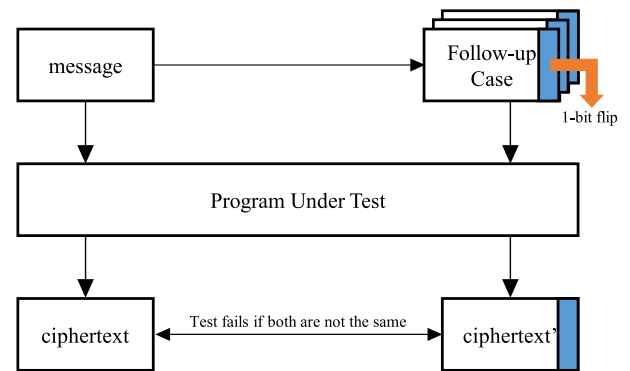 message
Follow-up
Case
1-bit flip
Program Under Test
Test fails if both are not the same
ciphertext
ciphertext’